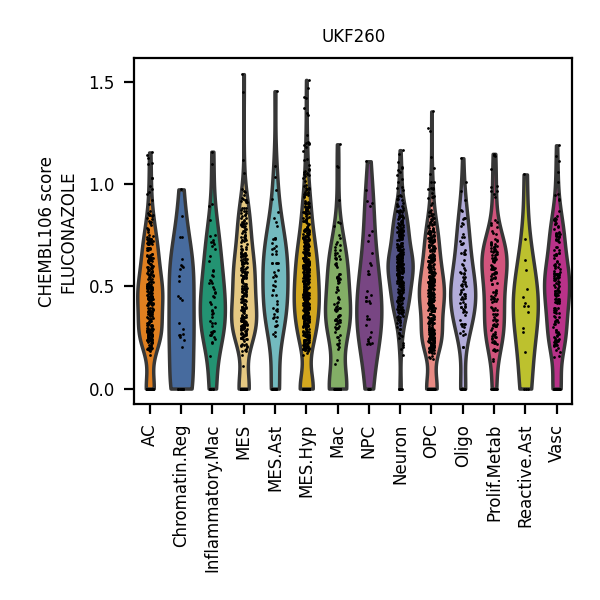 UKF260
CHEMBL106 score
FLUCONAZOLE
1.5
1.0
0.5
0.0
AC
Chromatin.Reg
Inflammatory.Mac
MES
MES.Ast
MES.Hyp
Mac
NPC
Neuron
OPC
Oligo
Prolif.Metab
Reactive.Ast
Vasc